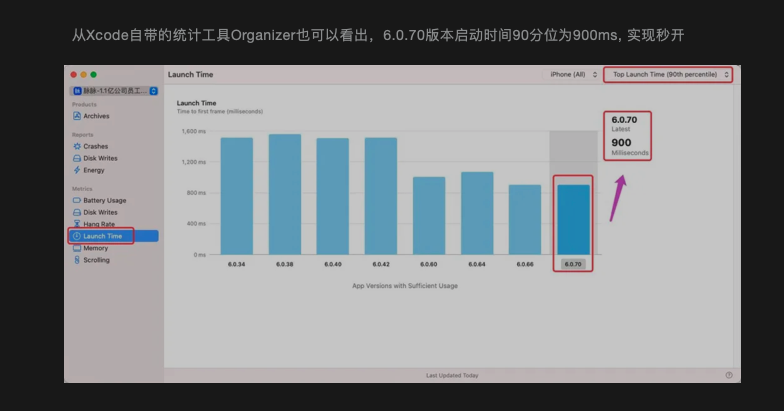 从Xcode自带的统计工具Organizer也可以看出，6.0.70版本启动时间90分位为900ms, 实现秒开
Launch Time
iPhone (All)
Top Launch Time (90th percentile)
脉脉-1.1亿公司员工...
Products
Archives
Reports
Crashes
Disk Writes
Energy
Metrics
Battery Usage
Disk Writes
Hang Rate
Launch Time
Memory
Scrolling
Launch Time
Time to first frame (milliseconds)
1,600 ms
1,200 ms
800 ms
400 ms
0 ms
6.0.34
6.0.38
6.0.40
6.0.42
6.0.60
6.0.64
6.0.66
6.0.70
App Versions with Sufficient Usage
6.0.70
Latest
900
Milliseconds
Last Updated Today